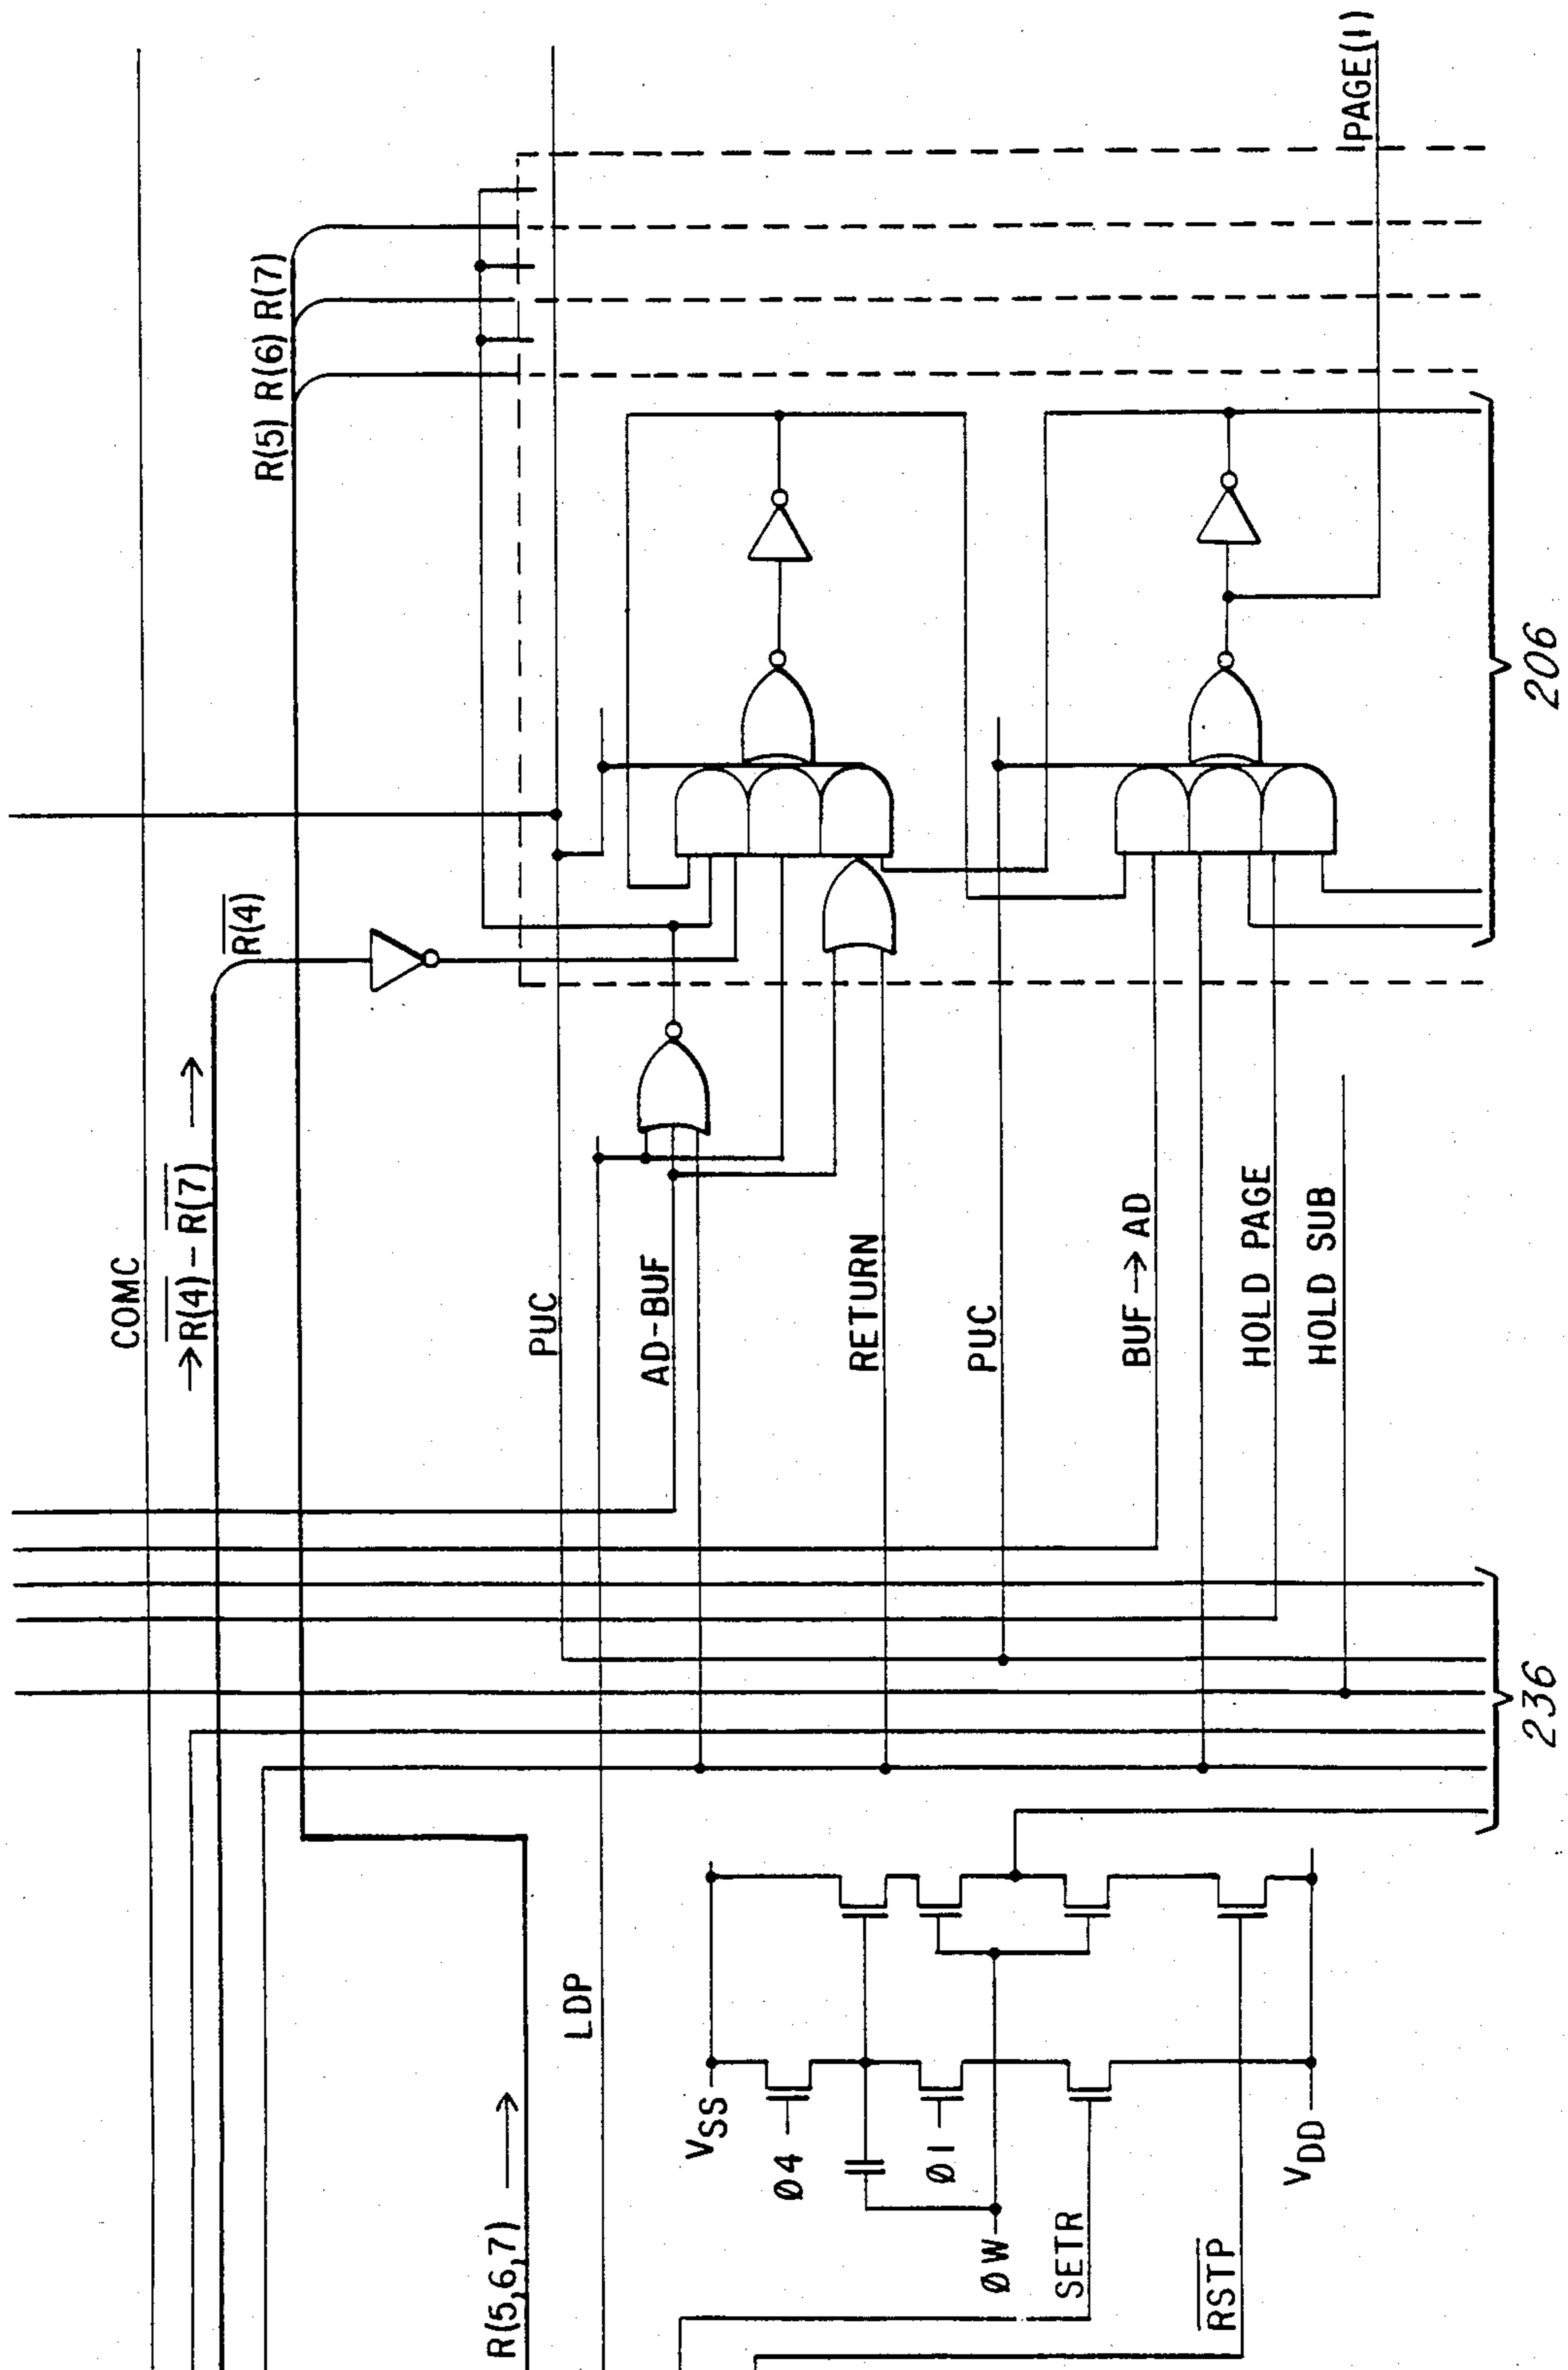 COMC
→R̅(̅4̅)̅ – R̅(̅7̅)̅ →
R̅(̅4̅)̅
R(5) R(6) R(7)
PAGE(1)
PUC
AD-BUF
RETURN
PUC
BUF → AD
HOLD PAGE
HOLD SUB
206
236
R(5,6,7) →
LDP
VSS
Ø4
Ø1
ØW
SETR
R̅S̅T̅P̅
VDD